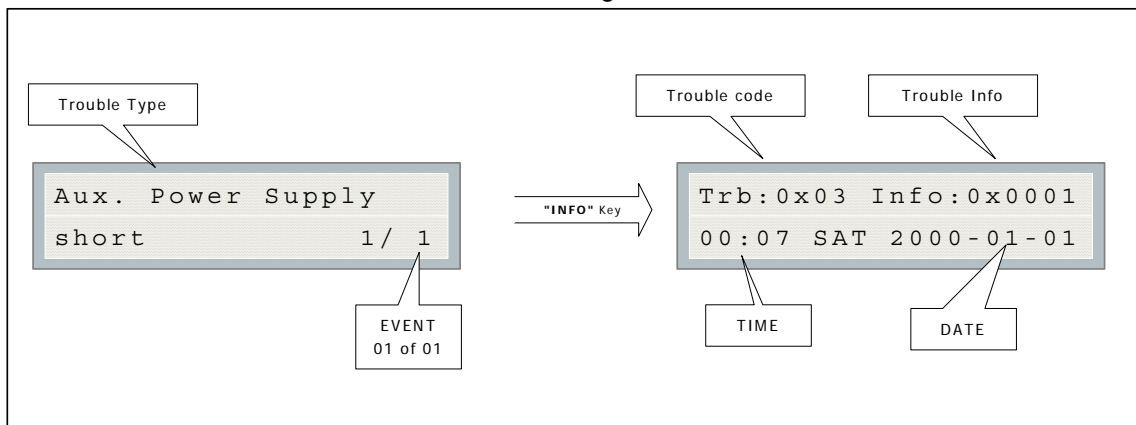 Trouble Type
Aux. Power Supply
short 1/ 1
EVENT
01 of 01
"INFO" Key
Trouble code
Trouble Info
Trb:0x03 Info:0x0001
00:07 SAT 2000-01-01
TIME
DATE